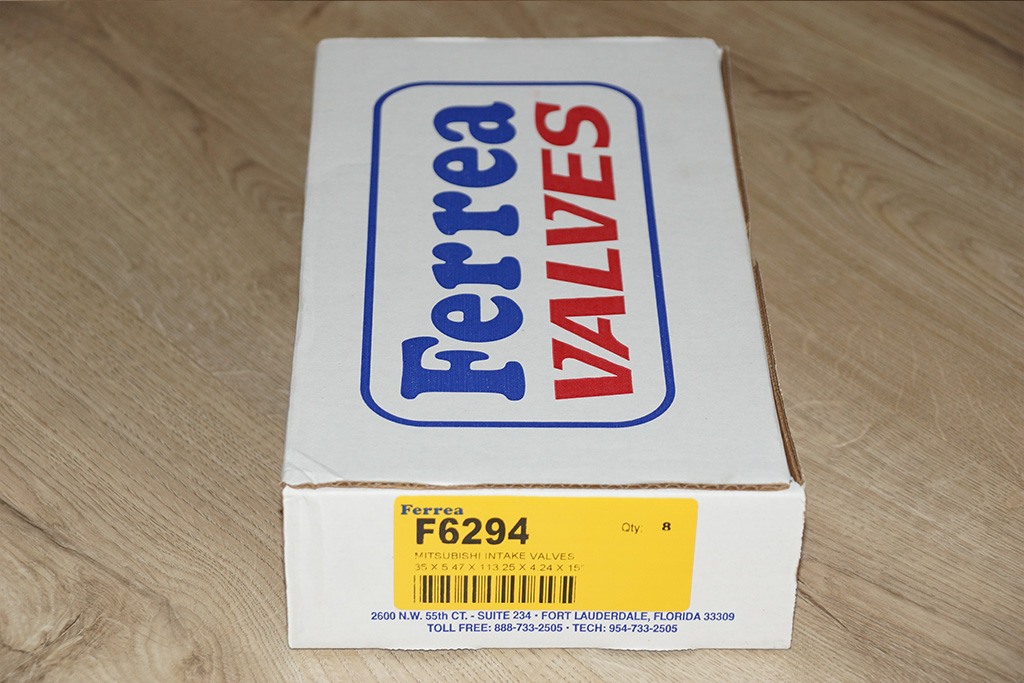 Ferrea
VALVES
Ferrea
F6294
Qty: 8
MITSUBISHI INTAKE VALVES
35 X 5.47 X 113.25 X 4.24 X 15°
2600 N.W. 55th CT. - SUITE 234 · FORT LAUDERDALE, FLORIDA 33309
TOLL FREE: 888-733-2505 · TECH: 954-733-2505